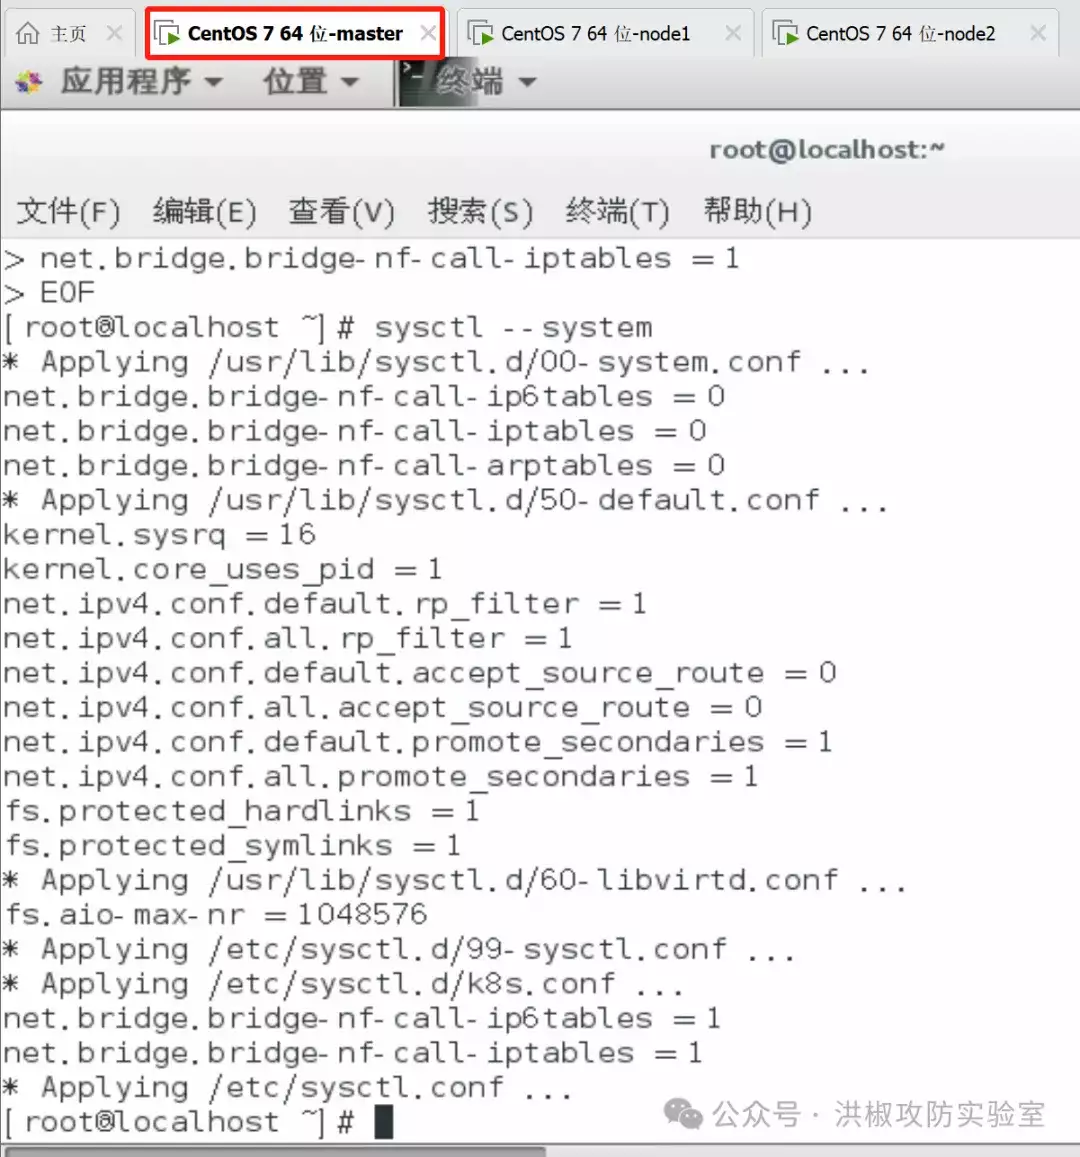 主页 CentOS 7 64 位-master CentOS 7 64 位-node1 CentOS 7 64 位-node2
应用程序 位置 终端
root@localhost:~
文件(F) 编辑(E) 查看(V) 搜索(S) 终端(T) 帮助(H)
> net.bridge.bridge-nf-call-iptables = 1
> EOF
[root@localhost ~]# sysctl --system
* Applying /usr/lib/sysctl.d/00-system.conf ...
net.bridge.bridge-nf-call-ip6tables = 0
net.bridge.bridge-nf-call-iptables = 0
net.bridge.bridge-nf-call-arptables = 0
* Applying /usr/lib/sysctl.d/50-default.conf ...
kernel.sysrq = 16
kernel.core_uses_pid = 1
net.ipv4.conf.default.rp_filter = 1
net.ipv4.conf.all.rp_filter = 1
net.ipv4.conf.default.accept_source_route = 0
net.ipv4.conf.all.accept_source_route = 0
net.ipv4.conf.default.promote_secondaries = 1
net.ipv4.conf.all.promote_secondaries = 1
fs.protected_hardlinks = 1
fs.protected_symlinks = 1
* Applying /usr/lib/sysctl.d/60-libvirtd.conf ...
fs.aio-max-nr = 1048576
* Applying /etc/sysctl.d/99-sysctl.conf ...
* Applying /etc/sysctl.d/k8s.conf ...
net.bridge.bridge-nf-call-ip6tables = 1
net.bridge.bridge-nf-call-iptables = 1
* Applying /etc/sysctl.conf ...
[root@localhost ~]#
公众号 · 洪椒攻防实验室